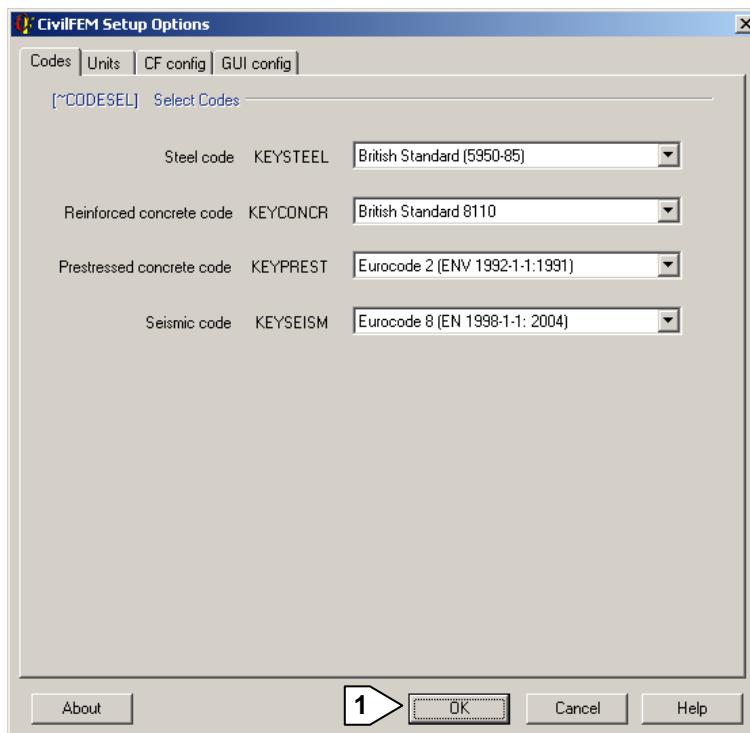 CivilFEM Setup Options
Codes Units CF config GUI config
[~CODESEL] Select Codes
Steel code KEYSTEEL British Standard (5950-85)
Reinforced concrete code KEYCONCR British Standard 8110
Prestressed concrete code KEYPREST Eurocode 2 (ENV 1992-1-1:1991)
Seismic code KEYSEISM Eurocode 8 (EN 1998-1-1: 2004)
About 1 OK Cancel Help